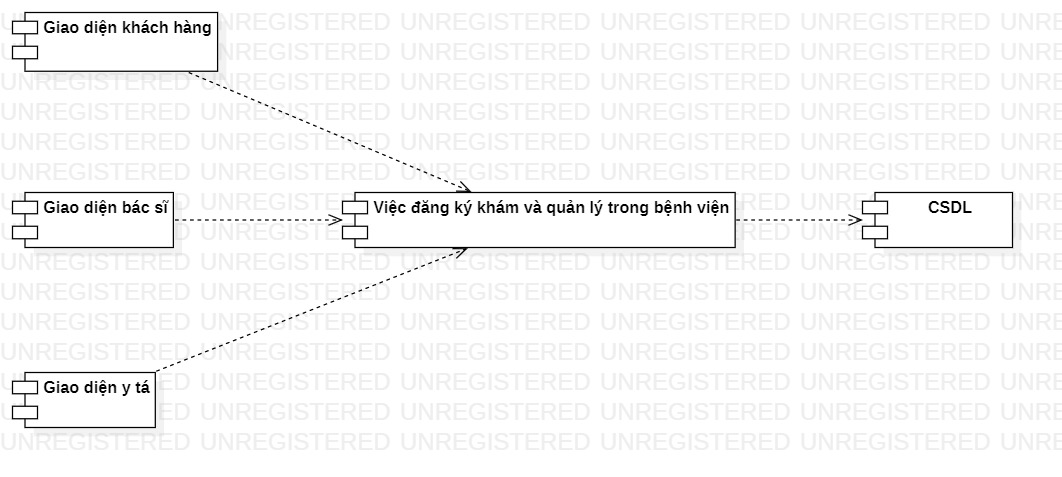 Giao diện khách hàng
Giao diện bác sĩ
Việc đăng ký khám và quản lý trong bệnh viện
CSDL
Giao diện y tá
UNREGISTERED UNREGISTERED UNREGISTERED UNREGISTERED UNREGISTERED UNRE